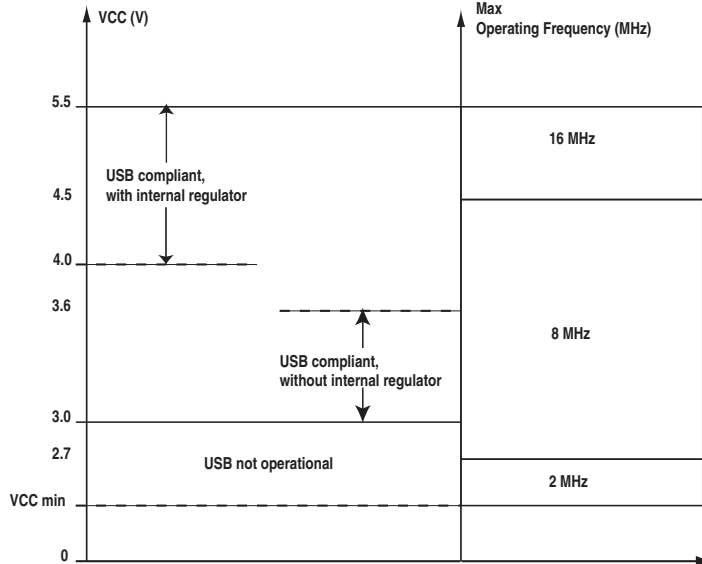 VCC (V)
Max
Operating Frequency (MHz)
5.5
16 MHz
USB compliant,
with internal regulator
4.5
4.0
3.6
8 MHz
USB compliant,
without internal regulator
3.0
2.7
USB not operational
2 MHz
VCC min
0